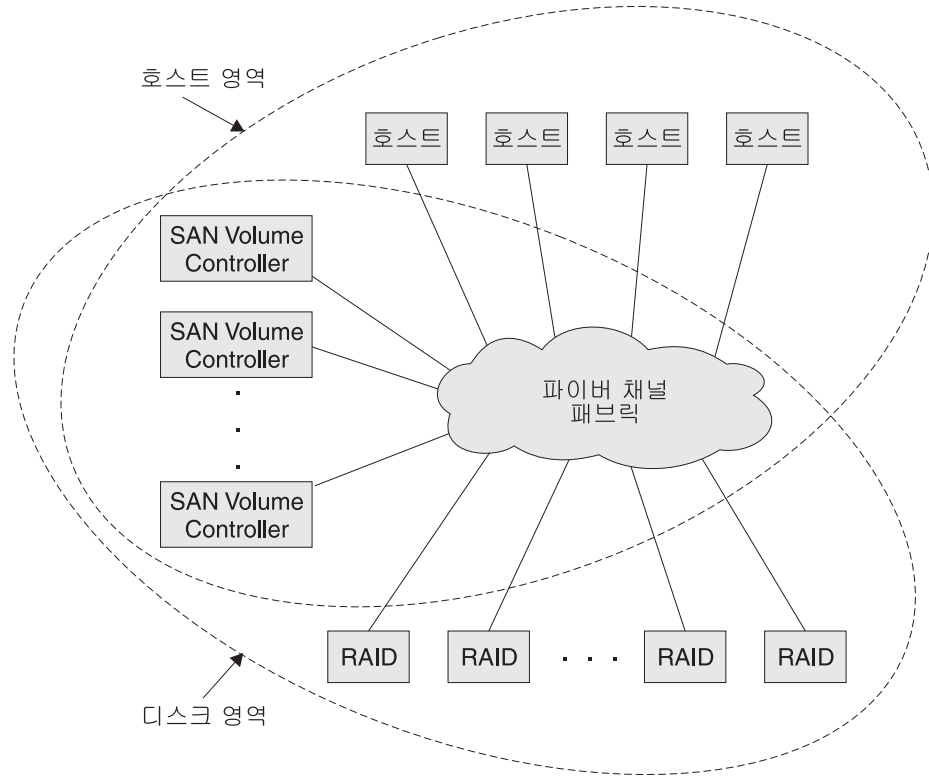 호스트 영역
호스트 호스트 호스트 호스트
SAN Volume
Controller
SAN Volume
Controller
파이버 채널
패브릭
SAN Volume
Controller
RAID RAID . . . RAID RAID
디스크 영역